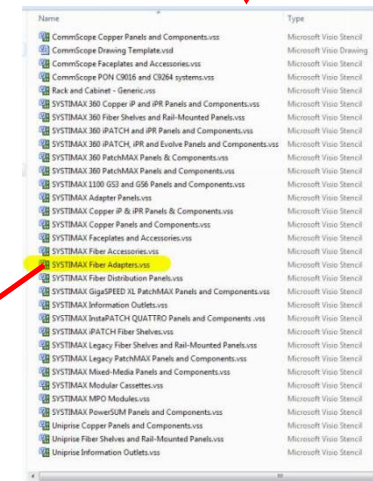 Name Type
CommScope Copper Panels and Components.vss Microsoft Visio Stencil
CommScope Drawing Template.vsd Microsoft Visio Drawing
CommScope Faceplates and Accessories.vss Microsoft Visio Stencil
CommScope PON C9016 and C9264 systems.vss Microsoft Visio Stencil
Rack and Cabinet - Generic.vss Microsoft Visio Stencil
SYSTIMAX 360 Copper iP and iPR Panels and Components.vss Microsoft Visio Stencil
SYSTIMAX 360 Fiber Shelves and Rail-Mounted Panels.vss Microsoft Visio Stencil
SYSTIMAX 360 iPATCH and iPR Panels and Components.vss Microsoft Visio Stencil
SYSTIMAX 360 iPATCH, iPR and Evolve Panels and Components.vss Microsoft Visio Stencil
SYSTIMAX 360 PatchMAX Panels & Components.vss Microsoft Visio Stencil
SYSTIMAX 360 PatchMAX Panels and Components.vss Microsoft Visio Stencil
SYSTIMAX 1100 GS3 and GS6 Panels and Components.vss Microsoft Visio Stencil
SYSTIMAX Adapter Panels.vss Microsoft Visio Stencil
SYSTIMAX Copper iP & iPR Panels & Components.vss Microsoft Visio Stencil
SYSTIMAX Copper Panels and Components.vss Microsoft Visio Stencil
SYSTIMAX Faceplates and Accessories.vss Microsoft Visio Stencil
SYSTIMAX Fiber Accessories.vss Microsoft Visio Stencil
SYSTIMAX Fiber Adapters.vss Microsoft Visio Stencil
SYSTIMAX Fiber Distribution Panels.vss Microsoft Visio Stencil
SYSTIMAX GigaSPEED XL PatchMAX Panels and Components.vss Microsoft Visio Stencil
SYSTIMAX Information Outlets.vss Microsoft Visio Stencil
SYSTIMAX InstaPATCH QUATTRO Panels and Components .vss Microsoft Visio Stencil
SYSTIMAX iPATCH Fiber Shelves.vss Microsoft Visio Stencil
SYSTIMAX Legacy Fiber Shelves and Rail-Mounted Panels.vss Microsoft Visio Stencil
SYSTIMAX Legacy PatchMAX Panels and Components.vss Microsoft Visio Stencil
SYSTIMAX Mixed-Media Panels and Components.vss Microsoft Visio Stencil
SYSTIMAX Modular Cassettes.vss Microsoft Visio Stencil
SYSTIMAX MPO Modules.vss Microsoft Visio Stencil
SYSTIMAX PowerSUM Panels and Components.vss Microsoft Visio Stencil
Uniprise Copper Panels and Components.vss Microsoft Visio Stencil
Uniprise Fiber Shelves and Rail-Mounted Panels.vss Microsoft Visio Stencil
Uniprise Information Outlets.vss Microsoft Visio Stencil